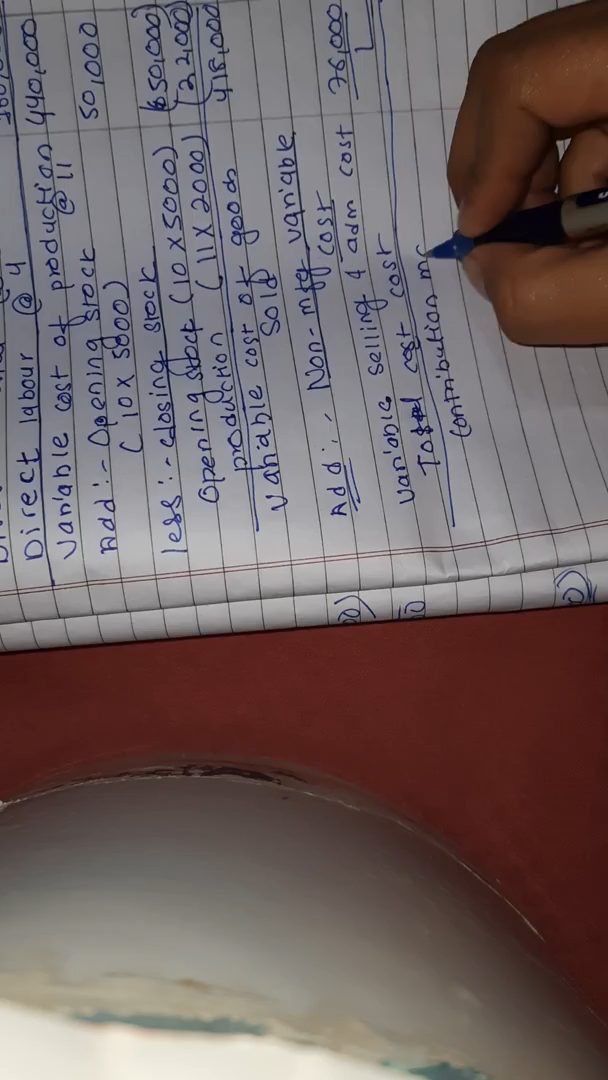 Direct labour @ 4
Variable cost of production @ 11 440,000
Add :- Opening stock 50,000
(10 x 5000)
less :- closing stock
Opening stock (10 x 5000) (50,000)
production (11 x 2000) (22,000)
Variable cost of goods 418,000
Sold
Add :- Non-mfg variable
cost
Variable selling & adm cost 76,000
Total cost
Contribution m